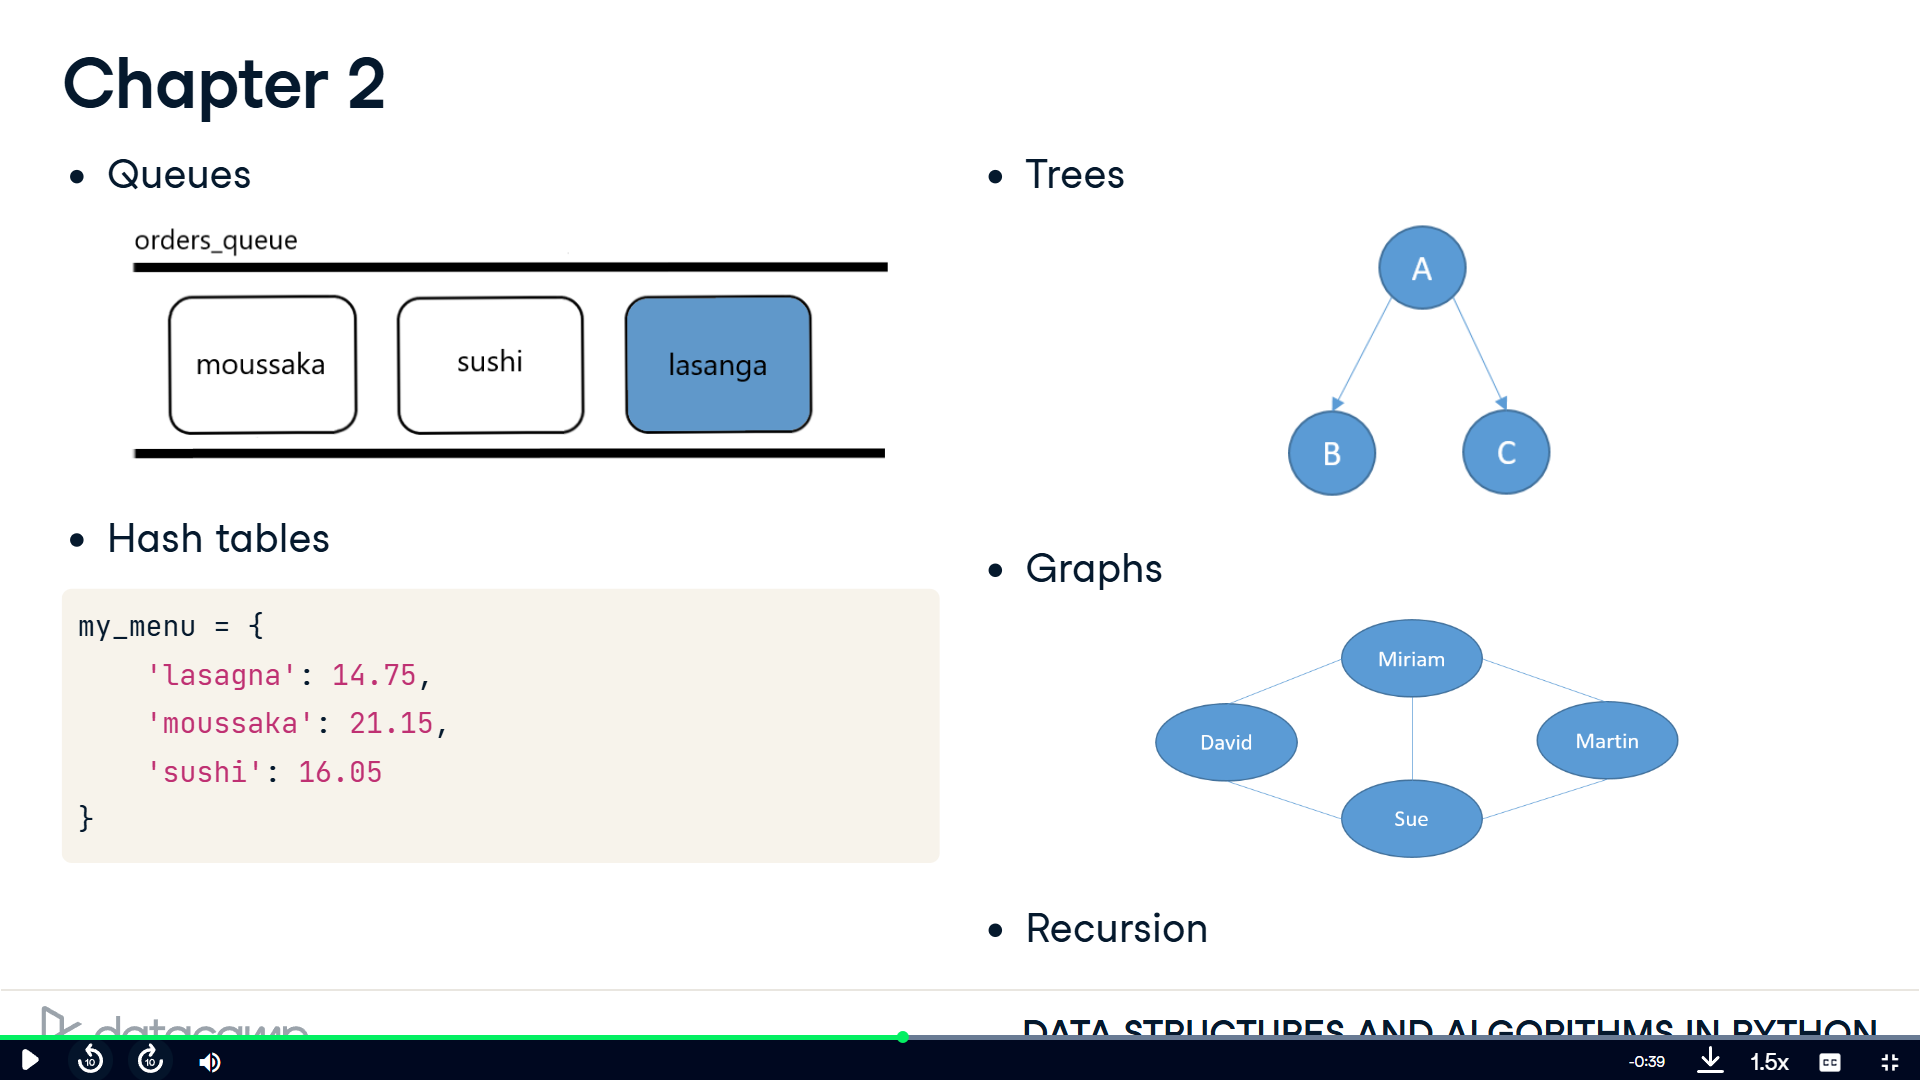 Chapter 2
• Queues
orders_queue
moussaka
sushi
lasanga
• Hash tables
my_menu = {
    'lasagna': 14.75,
    'moussaka': 21.15,
    'sushi': 16.05
}
• Trees
A
B
C
• Graphs
Miriam
David
Martin
Sue
• Recursion
datacamp
DATA STRUCTURES AND ALGORITHMS IN PYTHON
10
10
-0:39
1.5x
CC